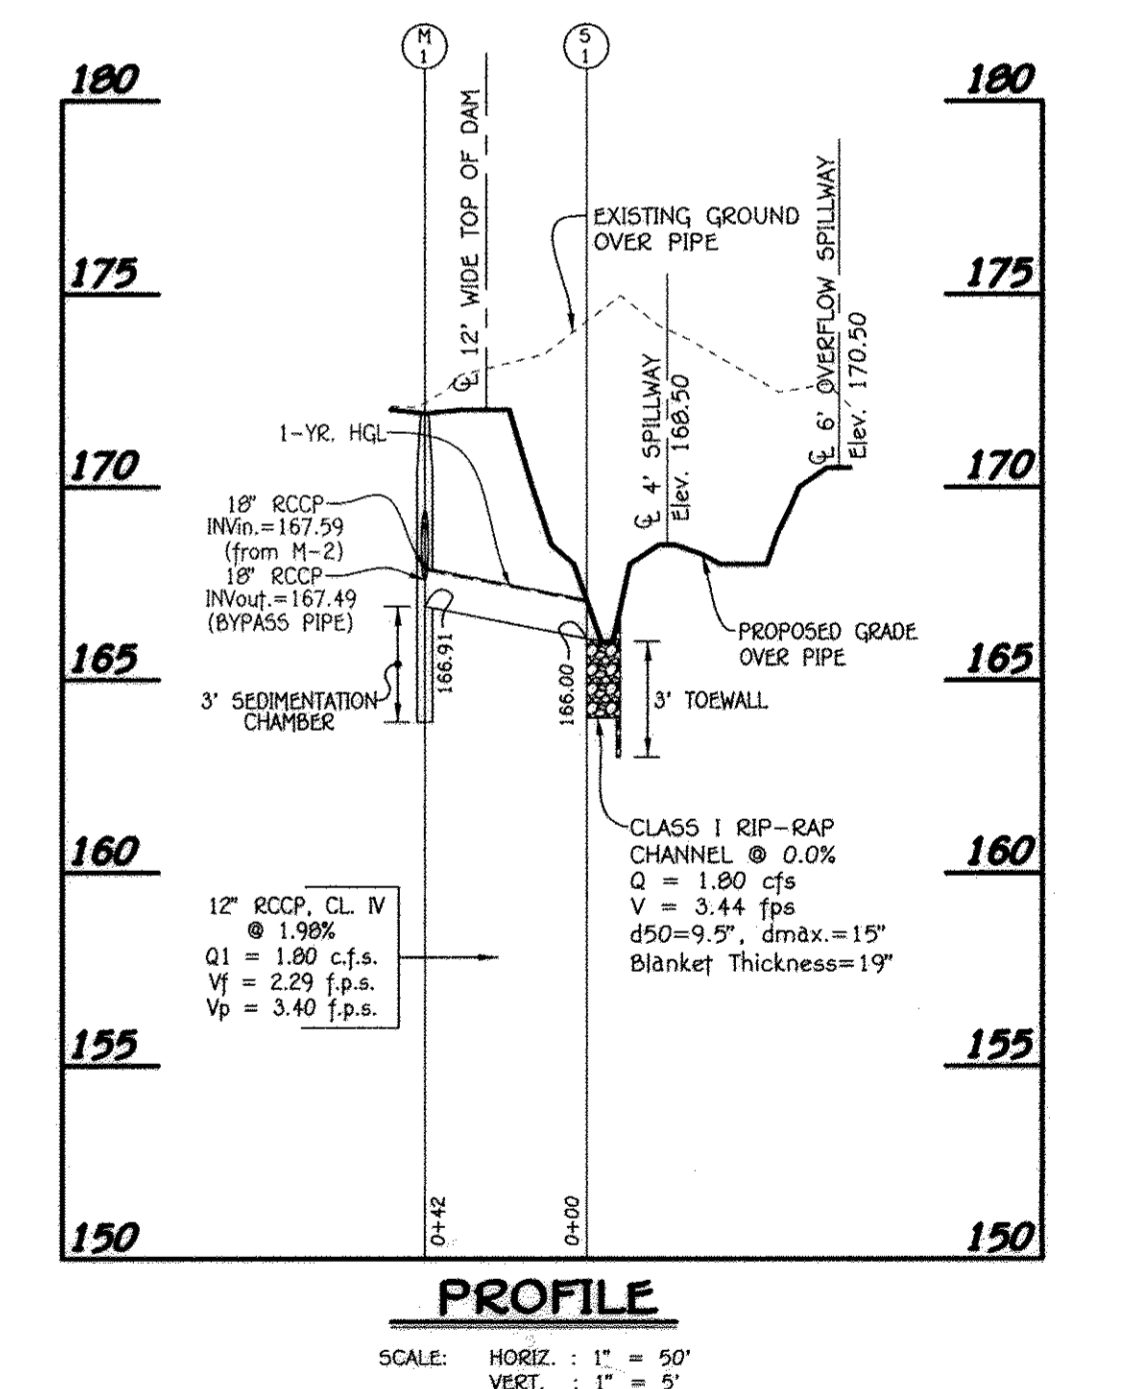 M
1
S
1
180
180
℄ 12' WIDE TOP OF DAM
EXISTING GROUND
OVER PIPE
℄ 6' OVERFLOW SPILLWAY
Elev. 170.50
175
175
℄ 4' SPILLWAY
Elev. 168.50
1-YR. HGL
170
170
18" RCCP
INVin.=167.59
(from M-2)
18" RCCP
INVout.=167.49
(BYPASS PIPE)
166.91
166.00
PROPOSED GRADE
OVER PIPE
165
165
3' SEDIMENTATION
CHAMBER
3' TOEWALL
CLASS I RIP-RAP
CHANNEL @ 0.0%
Q = 1.80 cfs
V = 3.44 fps
d50=9.5", dmax.=15"
Blanket Thickness=19"
160
160
12" RCCP, CL. IV
@ 1.98%
Q1 = 1.80 c.f.s.
Vf = 2.29 f.p.s.
Vp = 3.40 f.p.s.
155
155
0+42
0+00
150
150
PROFILE
SCALE: HORIZ. : 1" = 50'
VERT. : 1" = 5'